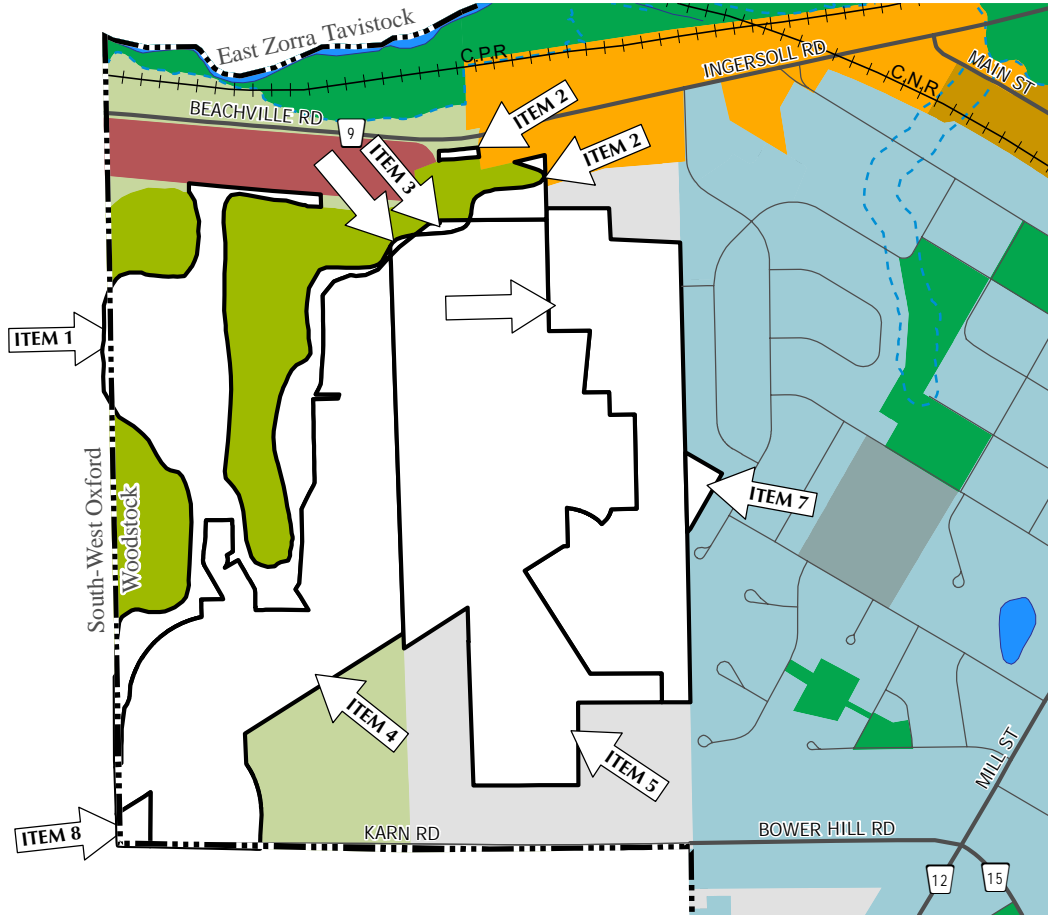 East Zorra Tavistock
C.P.R
INGERSOLL RD
C.N.R.
MAIN ST
BEACHVILLE RD
9
ITEM 2
ITEM 3
ITEM 2
ITEM 1
South-West Oxford
Woodstock
ITEM 7
ITEM 4
ITEM 5
MILL ST
ITEM 8
KARN RD
BOWER HILL RD
12
15